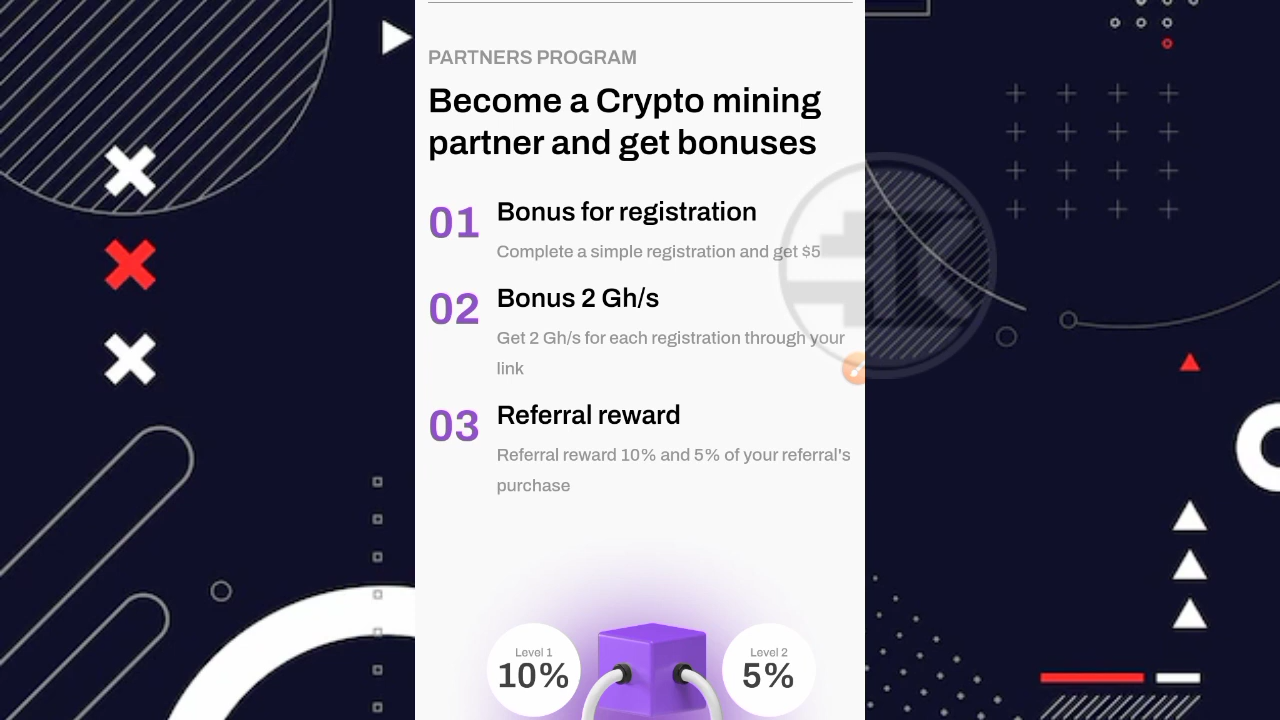 PARTNERS PROGRAM
Become a Crypto mining
partner and get bonuses
01
Bonus for registration
Complete a simple registration and get $5
02
Bonus 2 Gh/s
Get 2 Gh/s for each registration through your
link
03
Referral reward
Referral reward 10% and 5% of your referral's
purchase
Level 1
10%
Level 2
5%